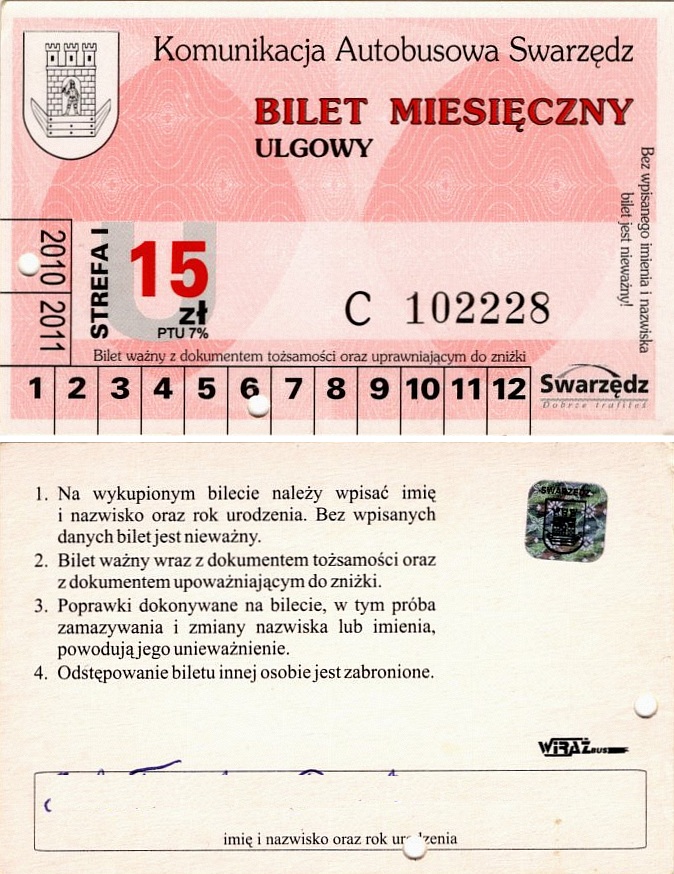 Komunikacja Autobusowa Swarzędz
BILET MIESIĘCZNY
ULGOWY
Bez wpisanego imienia i nazwiska
bilet jest nieważny!
2010 2011
STREFA I
U
15
zł
PTU 7%
C 102228
Bilet ważny z dokumentem tożsamości oraz uprawniającym do zniżki
1 2 3 4 5 6 7 8 9 10 11 12
Swarzędz
Dobrze trafiłeś
1. Na wykupionym bilecie należy wpisać imię
i nazwisko oraz rok urodzenia. Bez wpisanych
danych bilet jest nieważny.
2. Bilet ważny wraz z dokumentem tożsamości oraz
z dokumentem upoważniającym do zniżki.
3. Poprawki dokonywane na bilecie, w tym próba
zamazywania i zmiany nazwiska lub imienia,
powodują jego unieważnienie.
4. Odstępowanie biletu innej osobie jest zabronione.
SWARZĘDZ
WIRAŻ BUS
imię i nazwisko oraz rok urodzenia